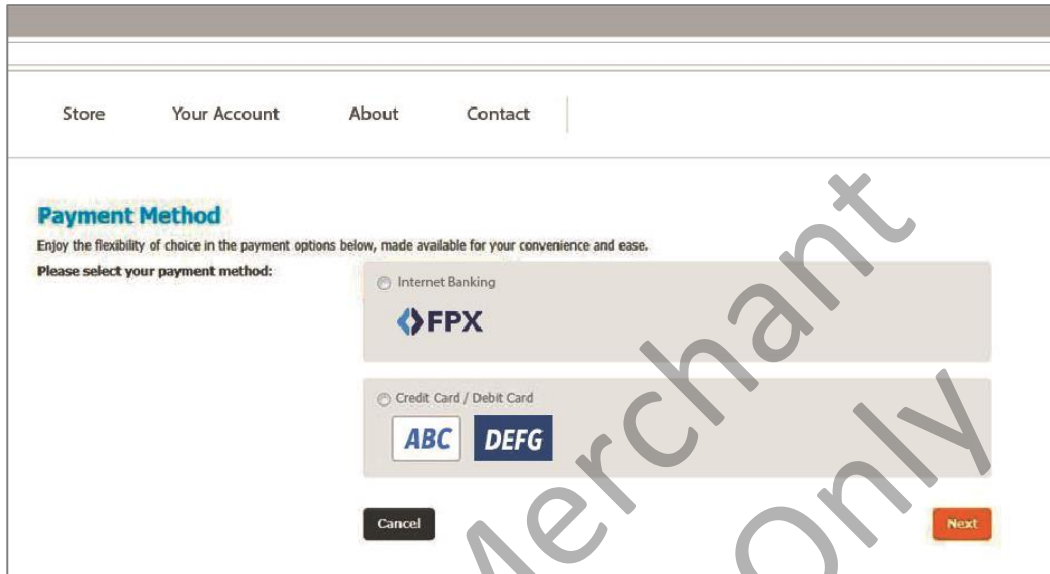 Store Your Account About Contact
Payment Method
Enjoy the flexibility of choice in the payment options below, made available for your convenience and ease.
Please select your payment method:
Internet Banking
FPX
Credit Card / Debit Card
ABC DEFG
Cancel Next
Merchant
Only